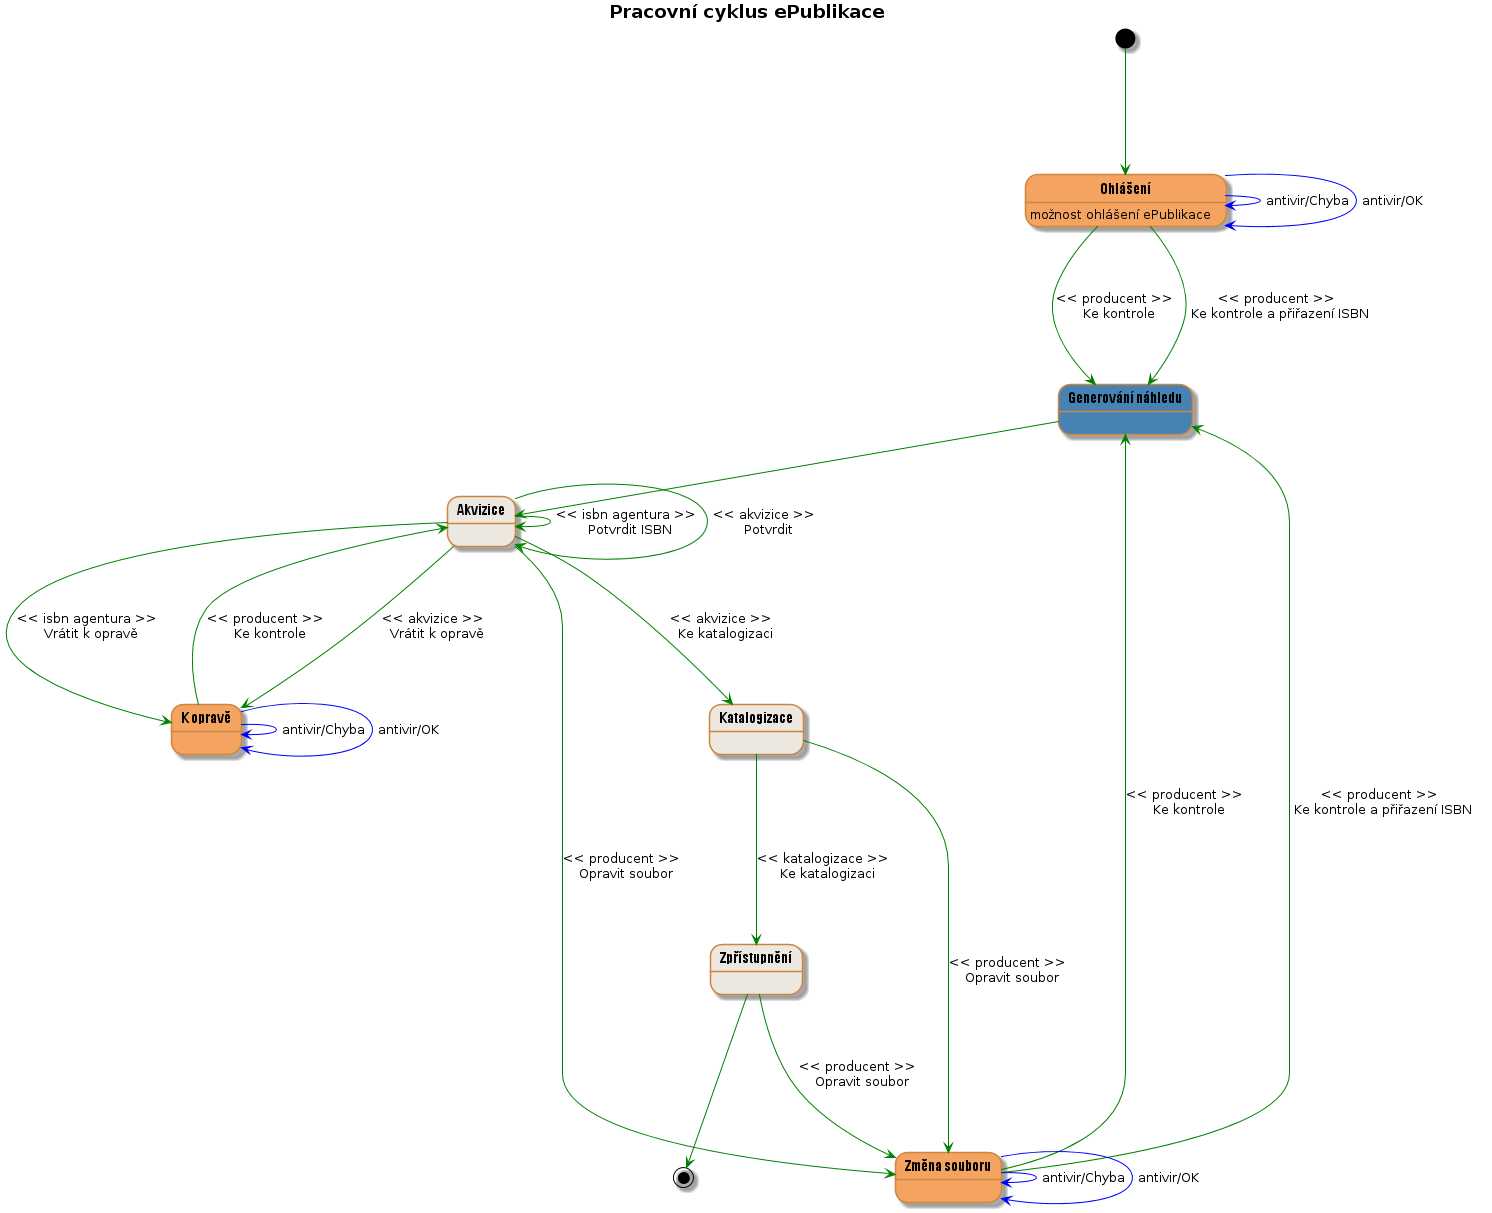 Pracovní cyklus ePublikace
Ohlášení
možnost ohlášení ePublikace
antivir/Chyba
antivir/OK
<< producent >>
Ke kontrole
<< producent >>
Ke kontrole a přiřazení ISBN
Generování náhledu
Akvizice
<< isbn agentura >>
Potvrdit ISBN
<< akvizice >>
Potvrdit
<< isbn agentura >>
Vrátit k opravě
<< producent >>
Ke kontrole
<< akvizice >>
Vrátit k opravě
<< akvizice >>
Ke katalogizaci
K opravě
antivir/Chyba
antivir/OK
Katalogizace
<< producent >>
Ke kontrole
<< producent >>
Ke kontrole a přiřazení ISBN
<< producent >>
Opravit soubor
<< katalogizace >>
Ke katalogizaci
Zpřístupnění
<< producent >>
Opravit soubor
<< producent >>
Opravit soubor
Změna souboru
antivir/Chyba
antivir/OK